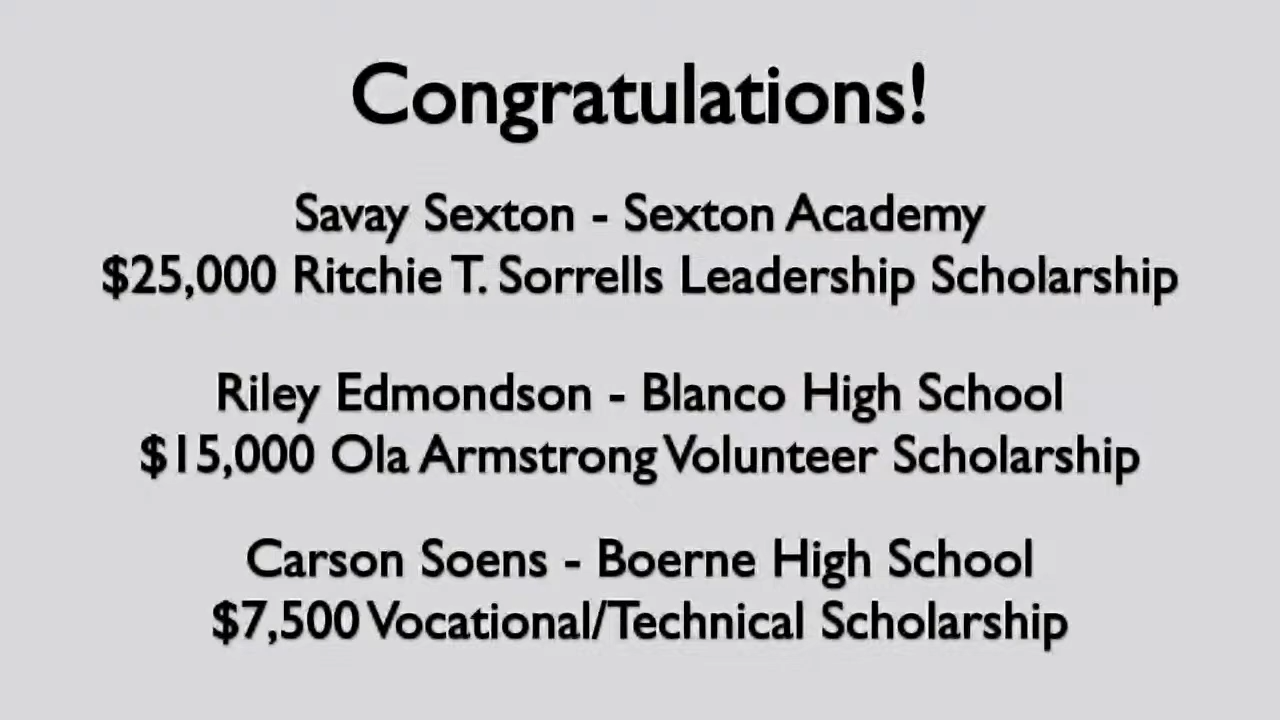 Congratulations!
Savay Sexton - Sexton Academy
$25,000 Ritchie T. Sorrells Leadership Scholarship
Riley Edmondson - Blanco High School
$15,000 Ola Armstrong Volunteer Scholarship
Carson Soens - Boerne High School
$7,500 Vocational/Technical Scholarship